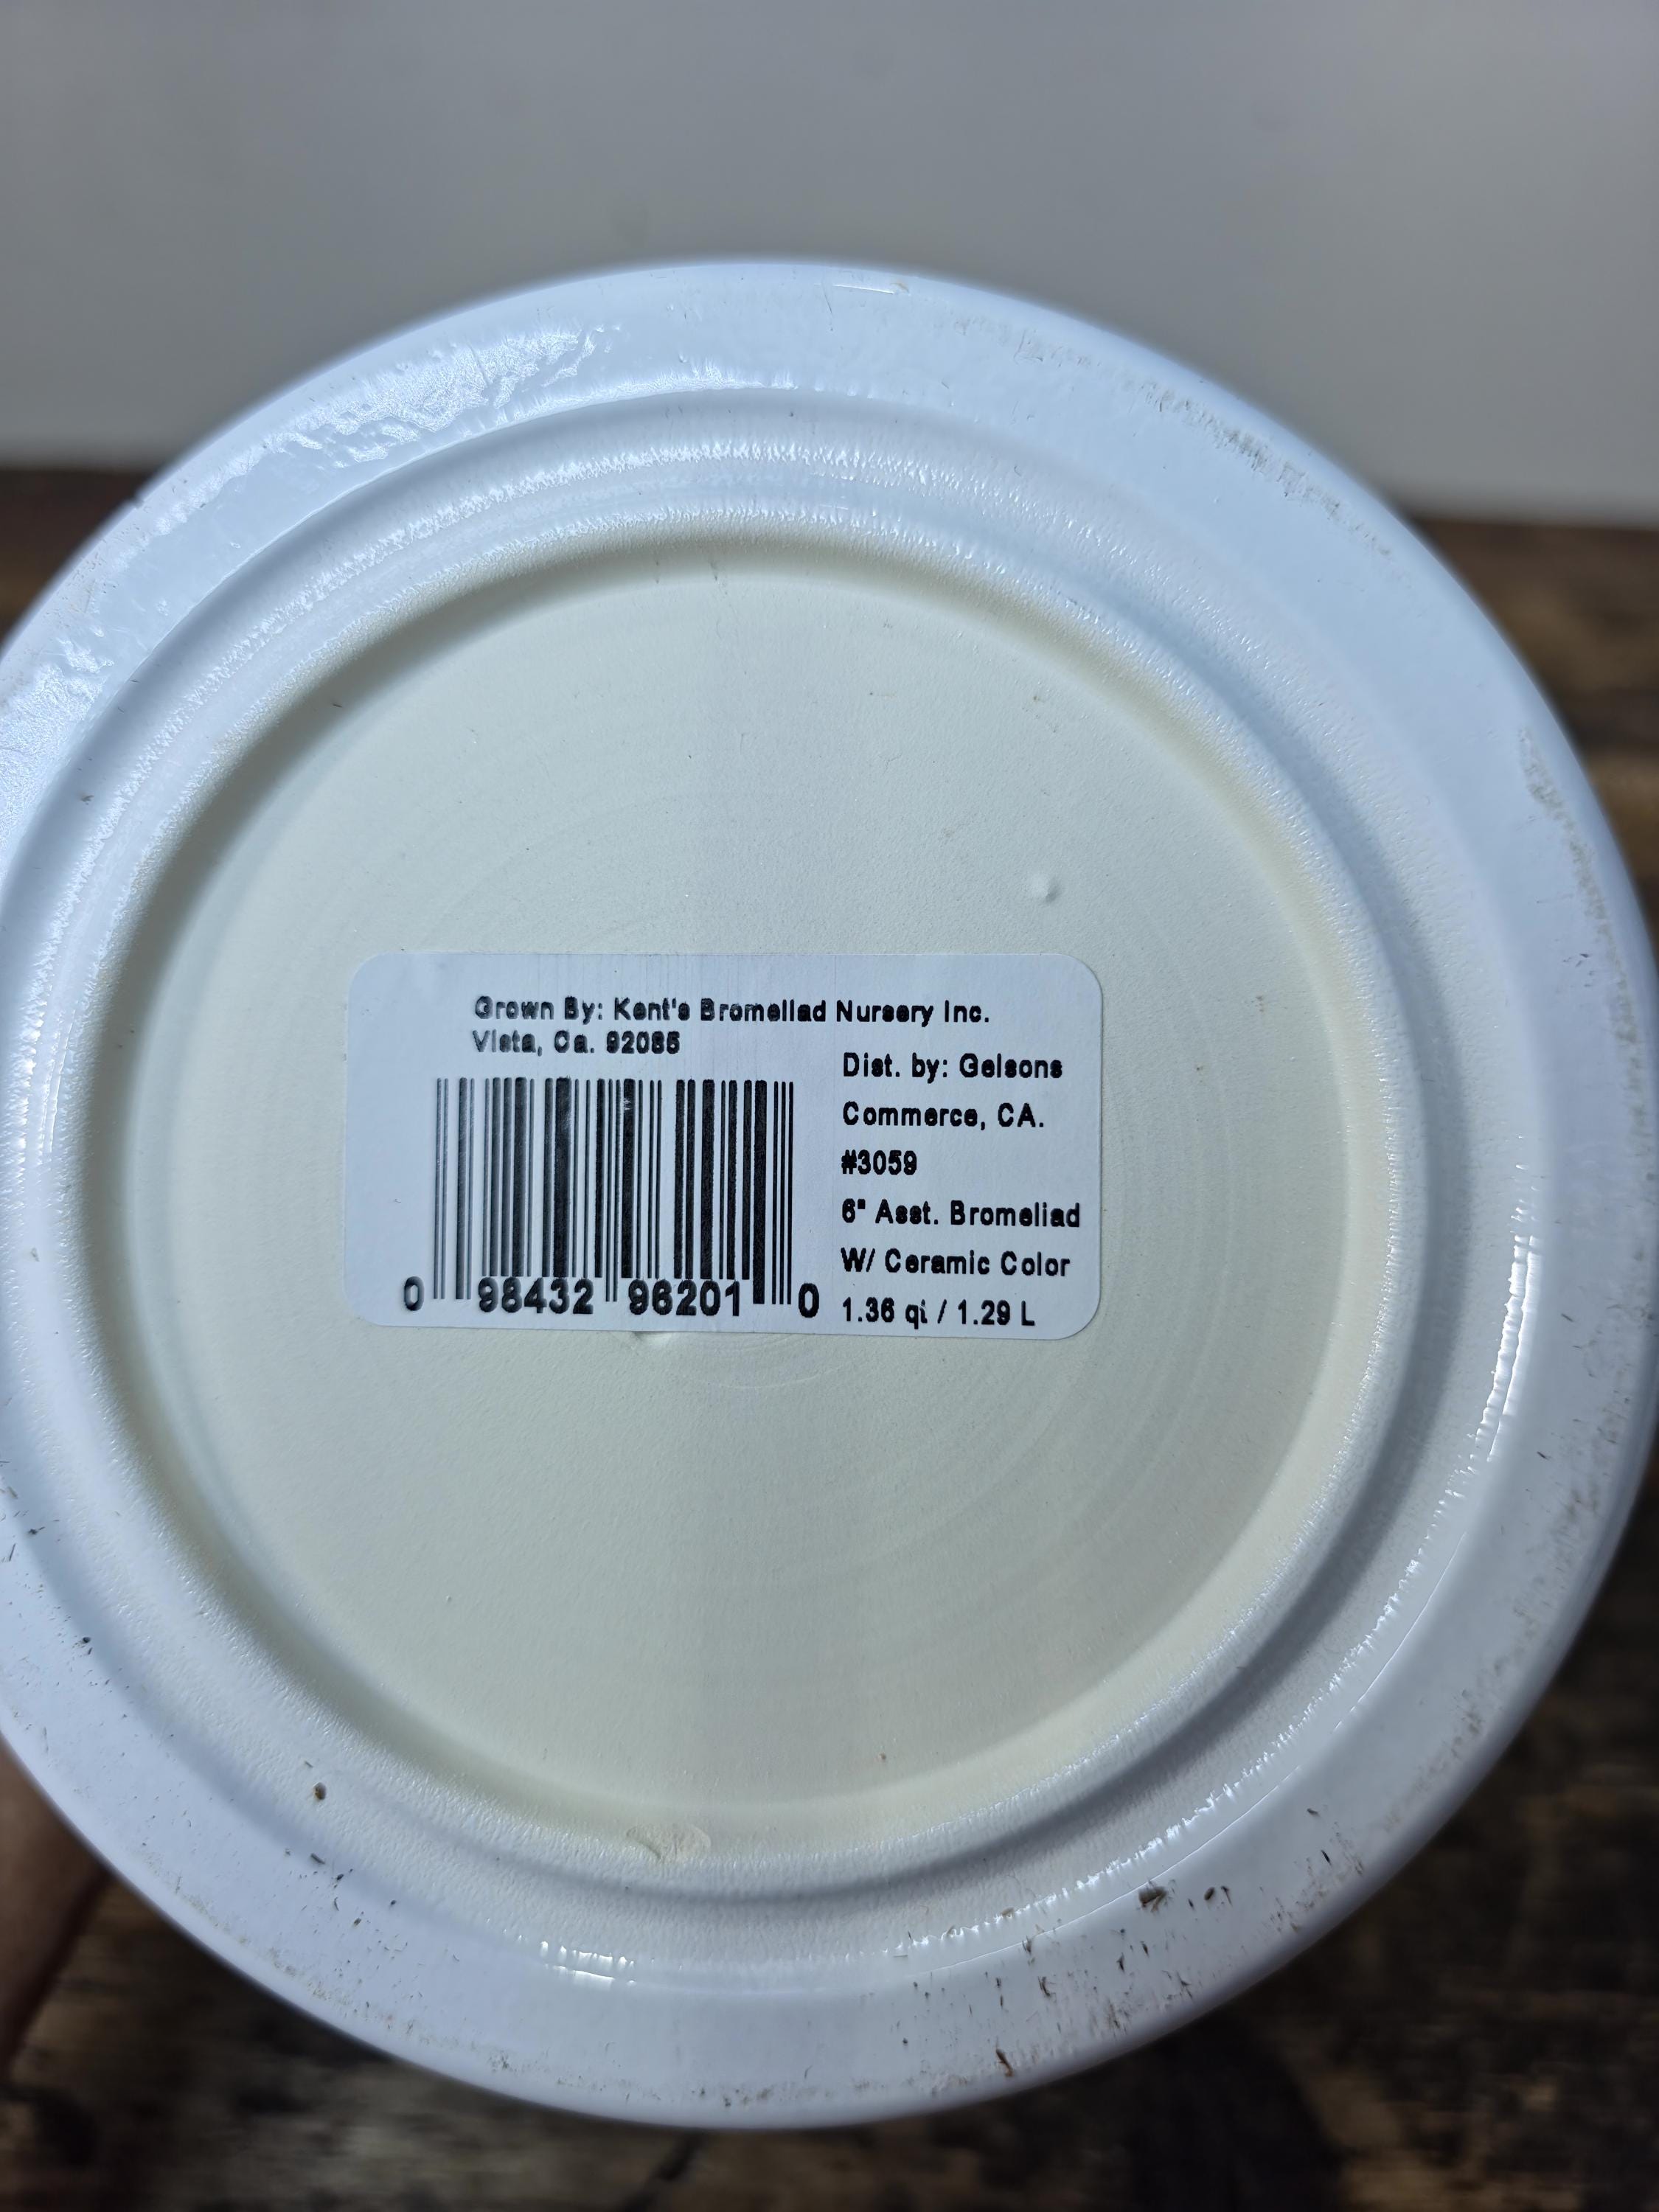 Grown By: Kent's Bromeliad Nursery Inc.
Vista, Ca. 92085
Dist. by: Gelsons
Commerce, CA.
#3059
6" Asst. Bromeliad
W/ Ceramic Color
1.36 qt / 1.29 L
0 98432 96201 0